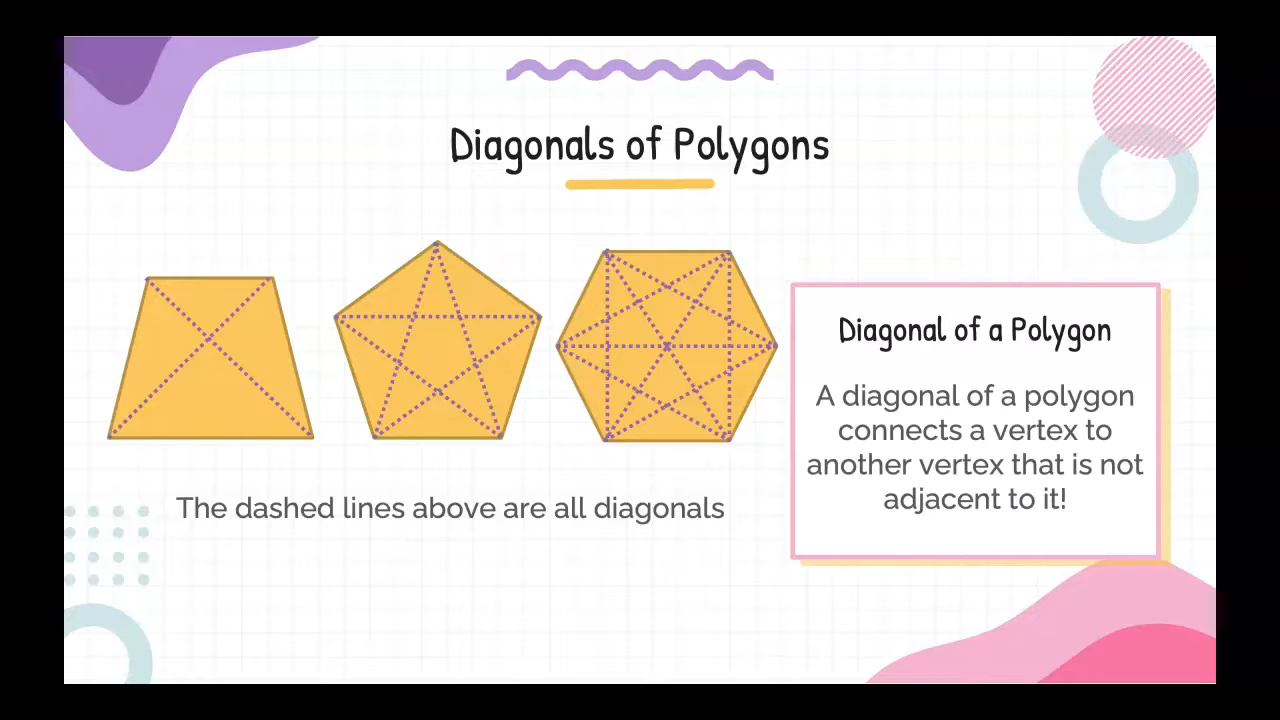 Diagonals of Polygons
Diagonal of a Polygon
A diagonal of a polygon
connects a vertex to
another vertex that is not
adjacent to it!
The dashed lines above are all diagonals